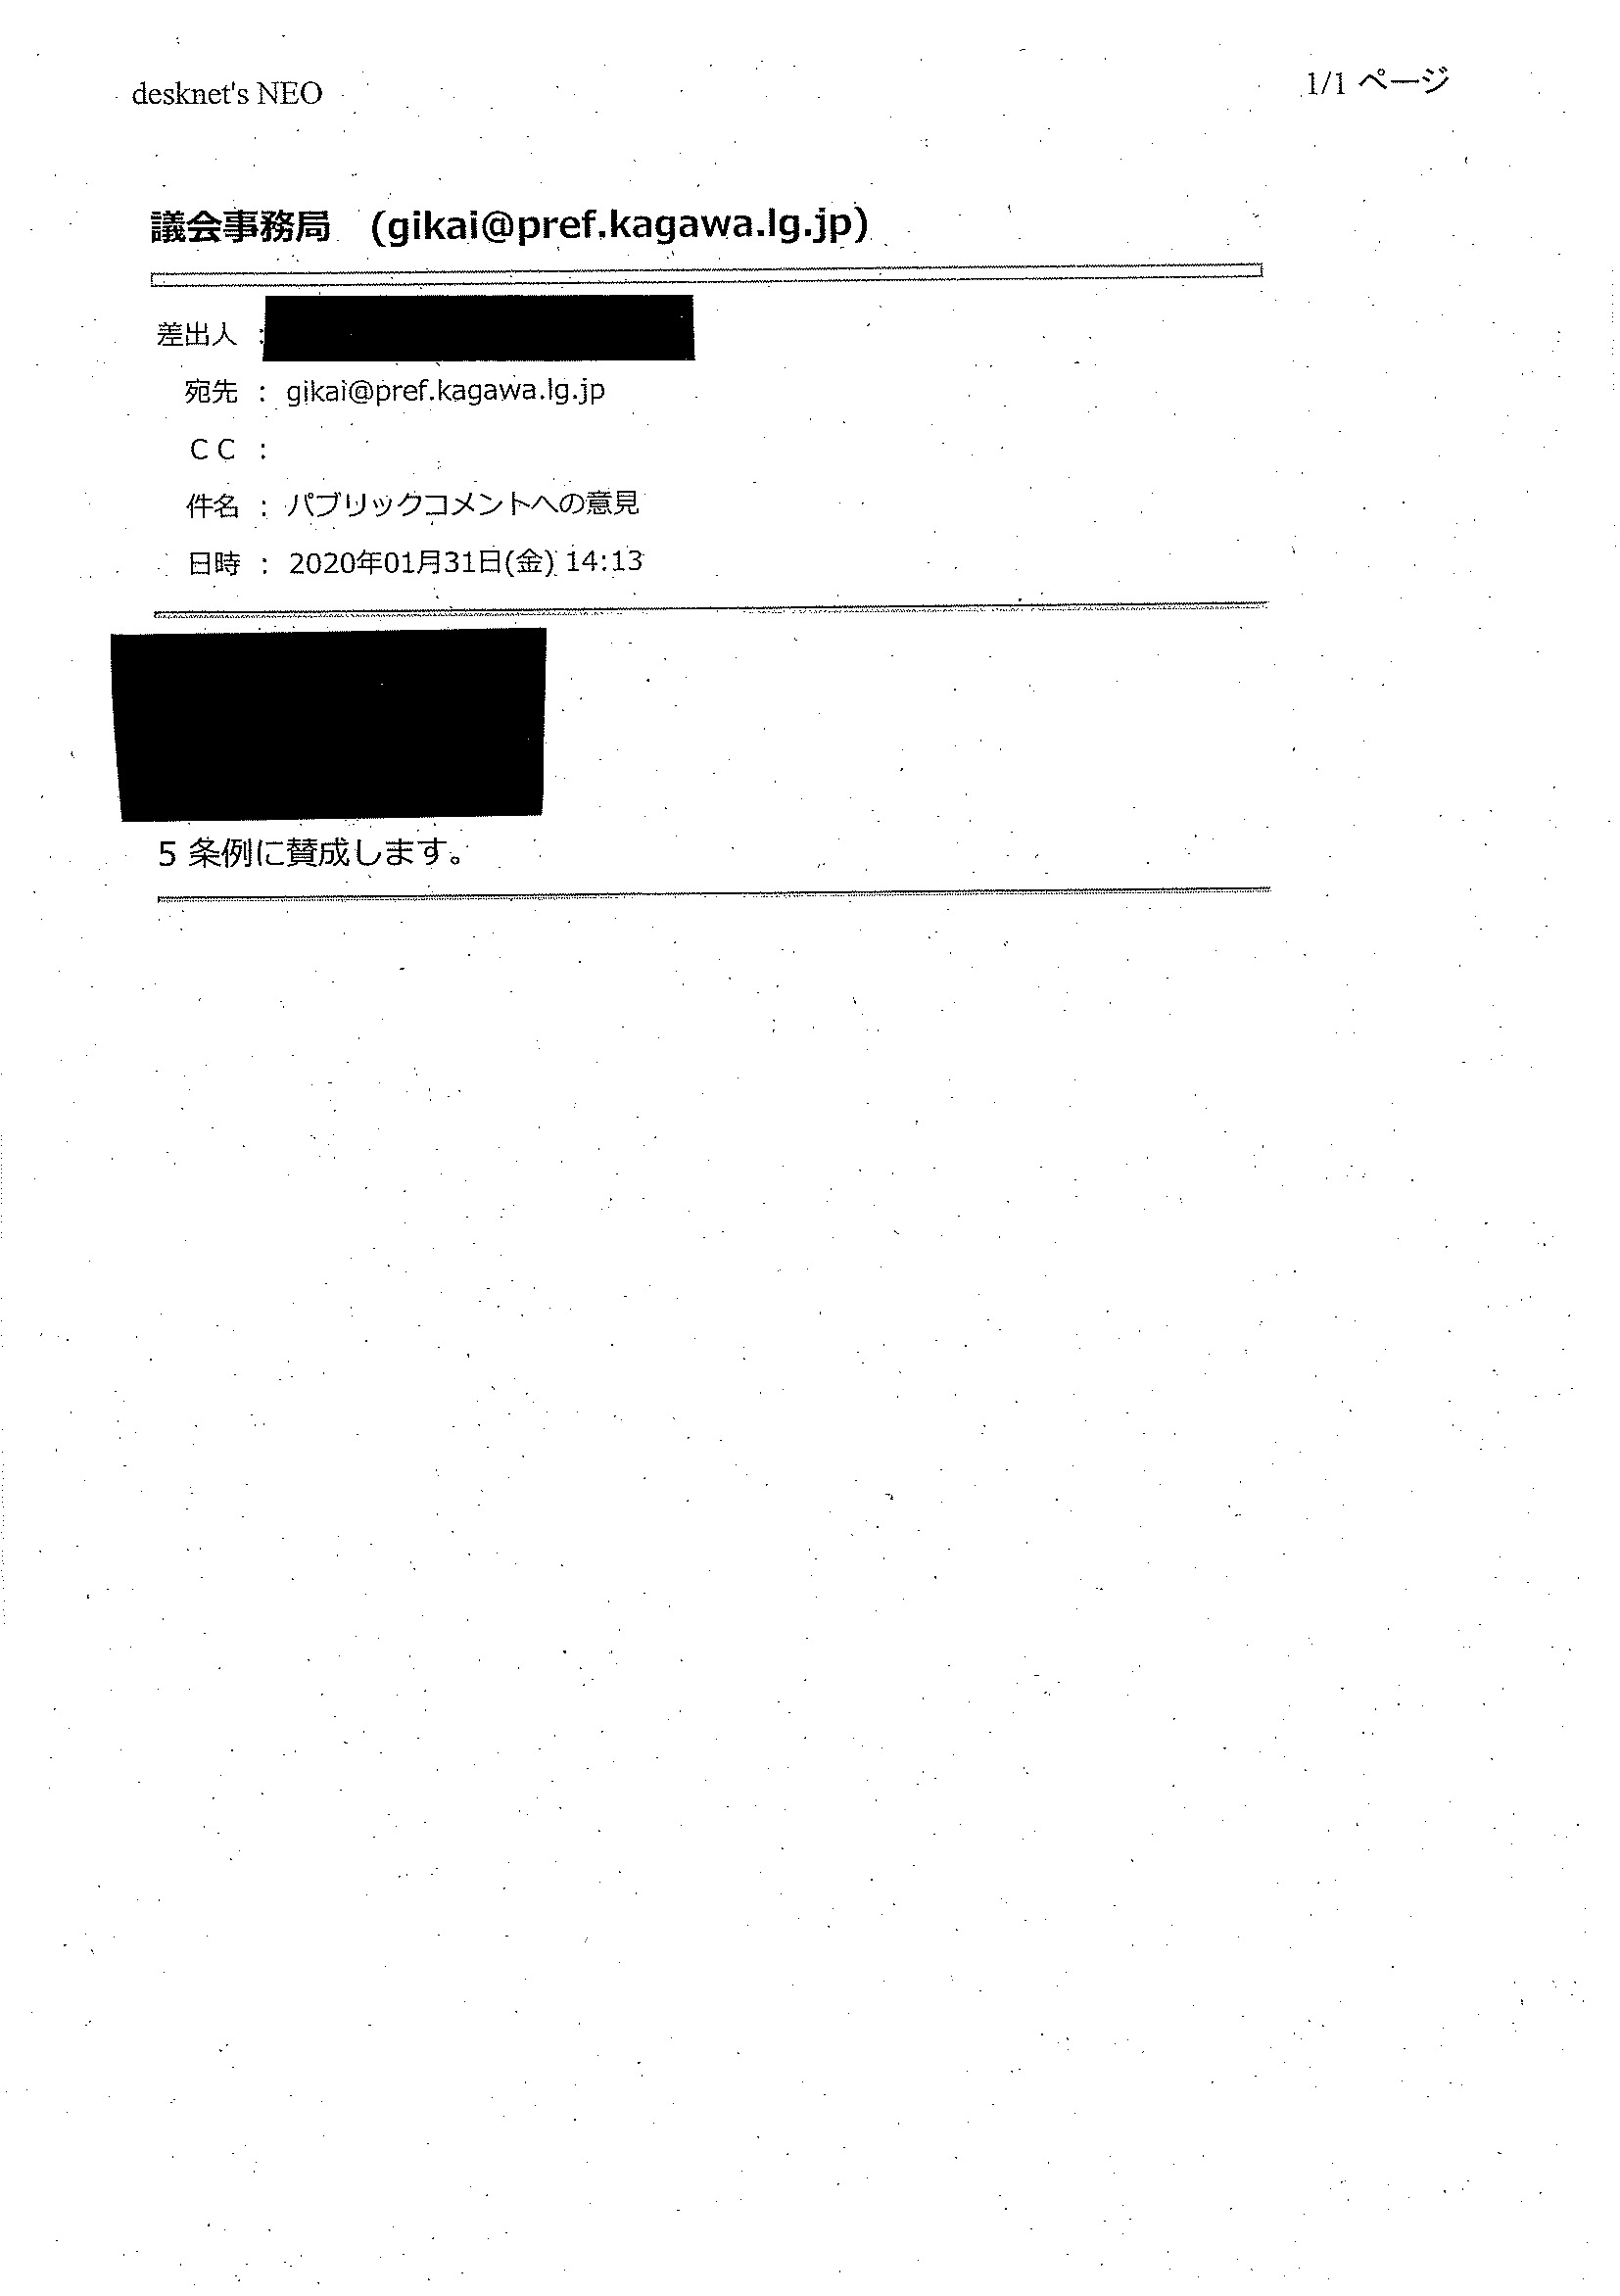 desknet's NEO
1/1 ページ
議会事務局 (gikai@pref.kagawa.lg.jp)
差出人 :
宛先 : gikai@pref.kagawa.lg.jp
CC :
件名 : パブリックコメントへの意見
日時 : 2020年01月31日(金) 14:13
5 条例に賛成します。